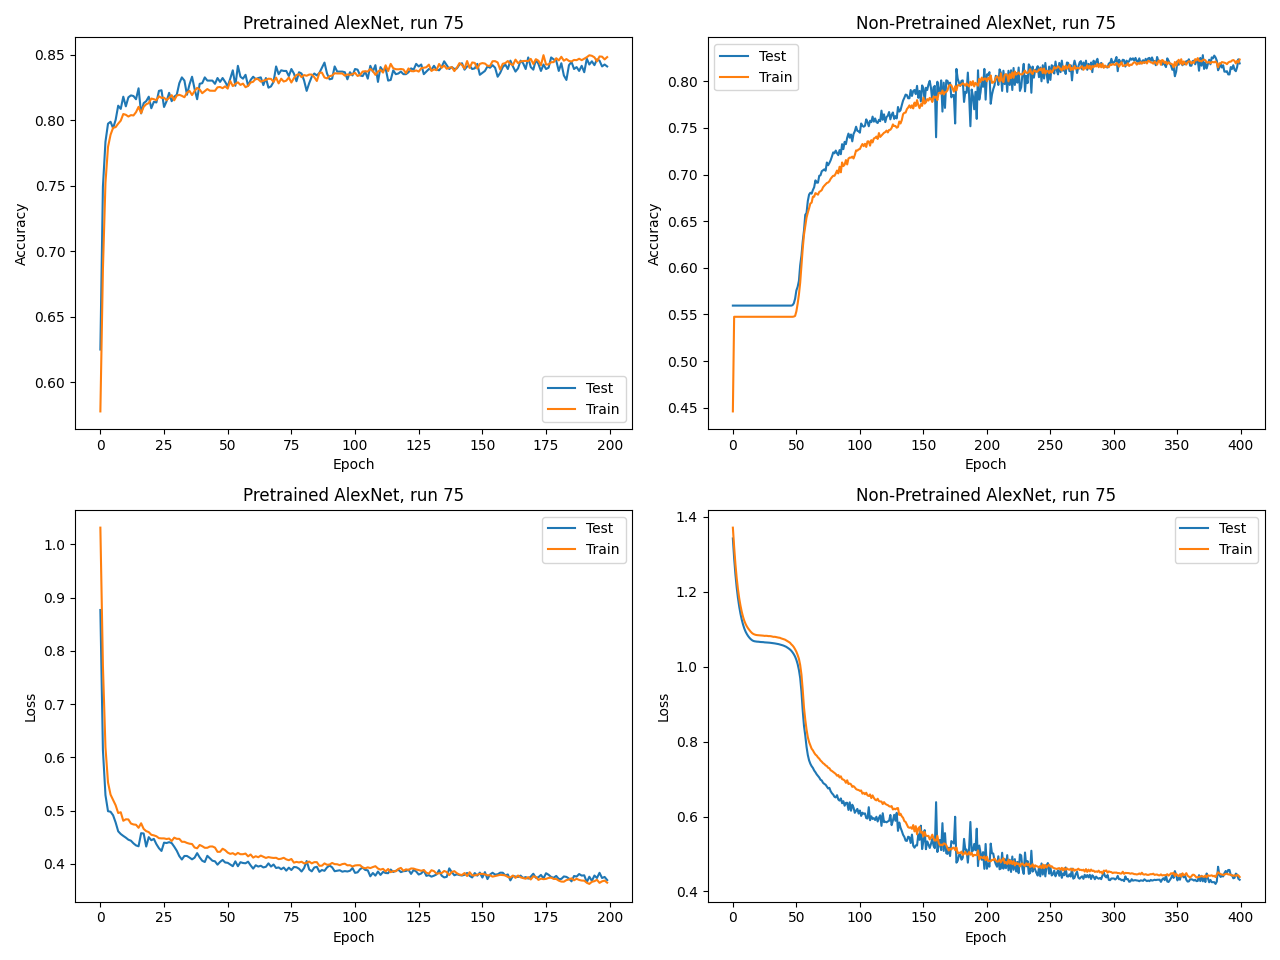 Pretrained AlexNet, run 75
0.85
0.80
0.75
0.70
0.65
0.60
Accuracy
0 25 50 75 100 125 150 175 200
Epoch
Test
Train
Non-Pretrained AlexNet, run 75
0.80
0.75
0.70
0.65
0.60
0.55
0.50
0.45
Accuracy
0 50 100 150 200 250 300 350 400
Epoch
Test
Train
Pretrained AlexNet, run 75
1.0
0.9
0.8
0.7
0.6
0.5
0.4
Loss
0 25 50 75 100 125 150 175 200
Epoch
Test
Train
Non-Pretrained AlexNet, run 75
1.4
1.2
1.0
0.8
0.6
0.4
Loss
0 50 100 150 200 250 300 350 400
Epoch
Test
Train